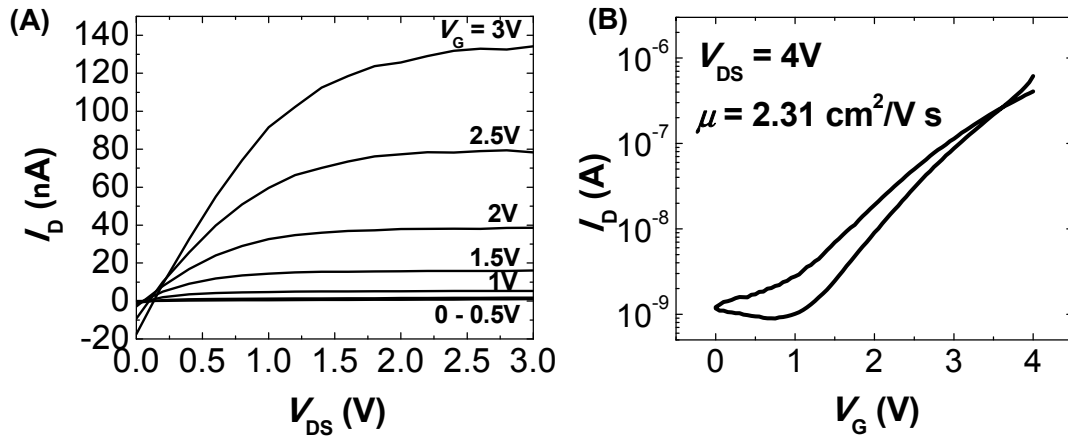 (A)
140
120
100
80
60
40
20
0
-20
I_D (nA)
V_G = 3V
2.5V
2V
1.5V
1V
0 - 0.5V
0.0 0.5 1.0 1.5 2.0 2.5 3.0
V_DS (V)
(B)
10^-6
10^-7
10^-8
10^-9
I_D (A)
V_DS = 4V
μ = 2.31 cm²/V s
0 1 2 3 4
V_G (V)